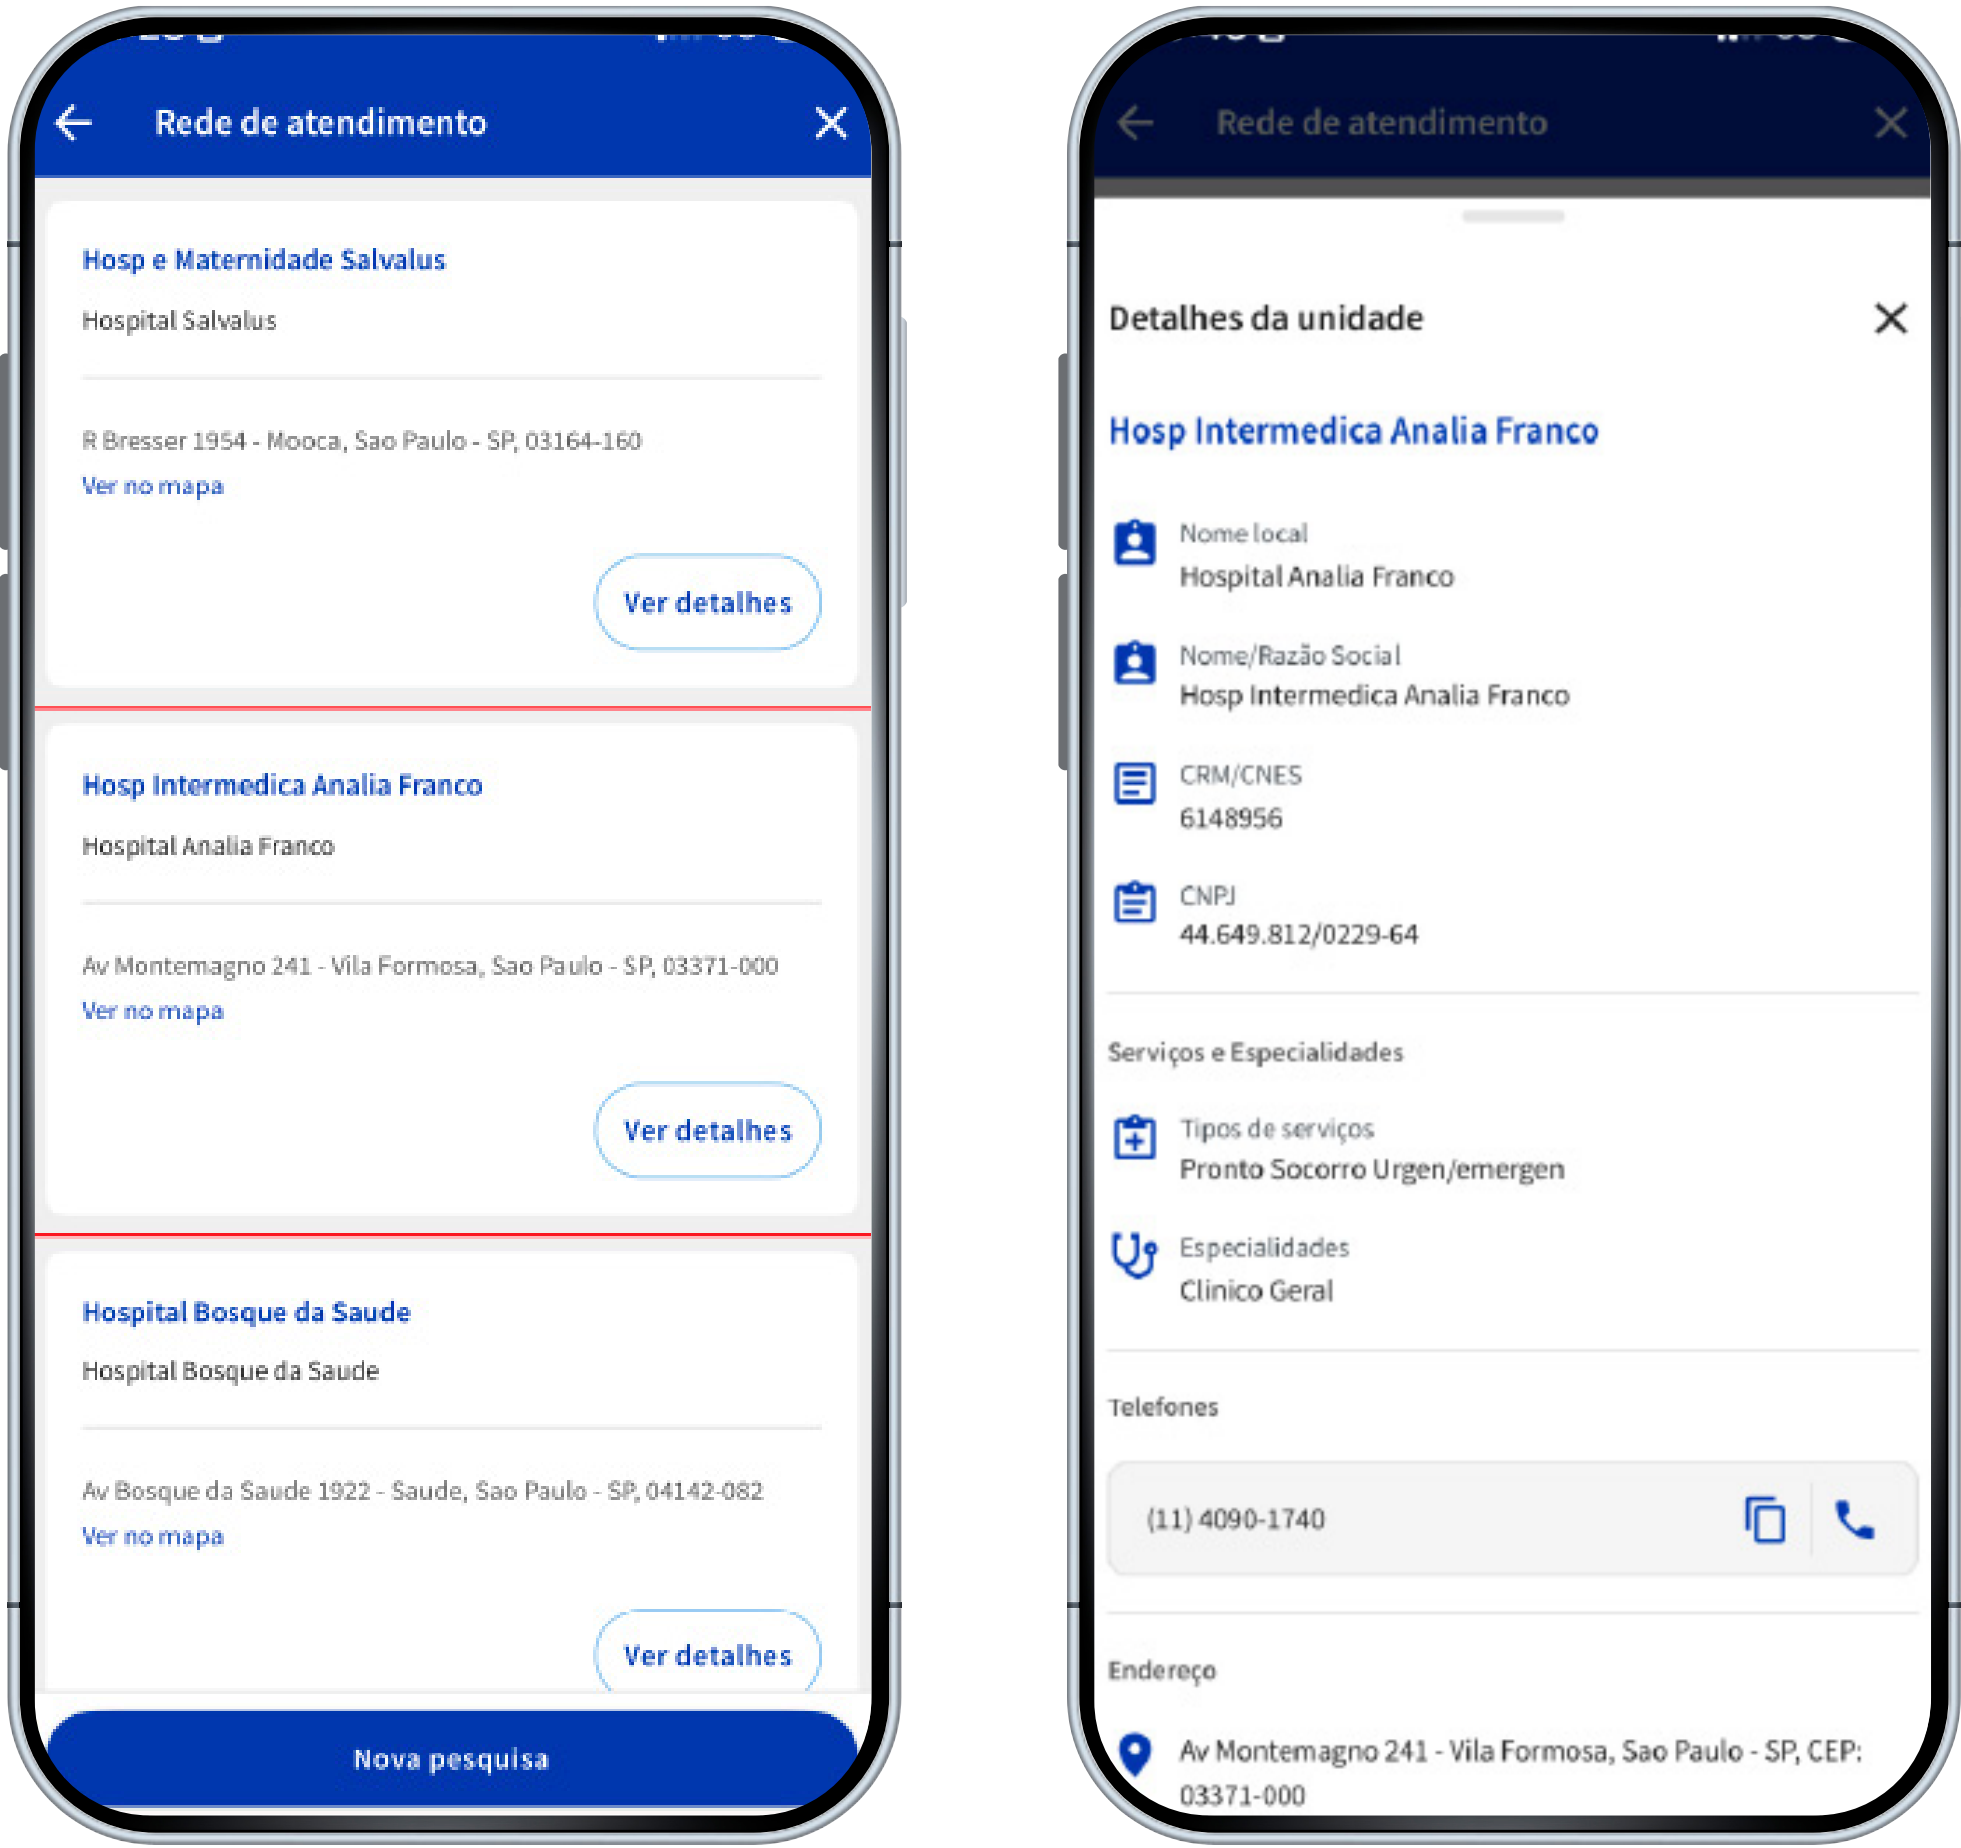 Rede de atendimento
Hosp e Maternidade Salvalus
Hospital Salvalus
R Bresser 1954 - Mooca, Sao Paulo - SP, 03164-160
Ver no mapa
Ver detalhes
Hosp Intermedica Analia Franco
Hospital Analia Franco
Av Montemagno 241 - Vila Formosa, Sao Paulo - SP, 03371-000
Ver no mapa
Ver detalhes
Hospital Bosque da Saude
Hospital Bosque da Saude
Av Bosque da Saude 1922 - Saude, Sao Paulo - SP, 04142-082
Ver no mapa
Ver detalhes
Nova pesquisa
Rede de atendimento
Detalhes da unidade
Hosp Intermedica Analia Franco
Nome local
Hospital Analia Franco
Nome/Razão Social
Hosp Intermedica Analia Franco
CRM/CNES
6148956
CNPJ
44.649.812/0229-64
Serviços e Especialidades
Tipos de serviços
Pronto Socorro Urgen/emergen
Especialidades
Clinico Geral
Telefones
(11) 4090-1740
Endereço
Av Montemagno 241 - Vila Formosa, Sao Paulo - SP, CEP:
03371-000